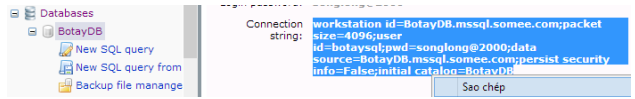 Databases
BotayDB
New SQL query
New SQL query from
Backup file manange
Connection string:
workstation id=BotayDB.mssql.somee.com;packet
size=4096;user
id=botaysql;pwd=songlong@2000;data
source=BotayDB.mssql.somee.com;persist security
info=False;initial catalog=BotayDB
Sao chép